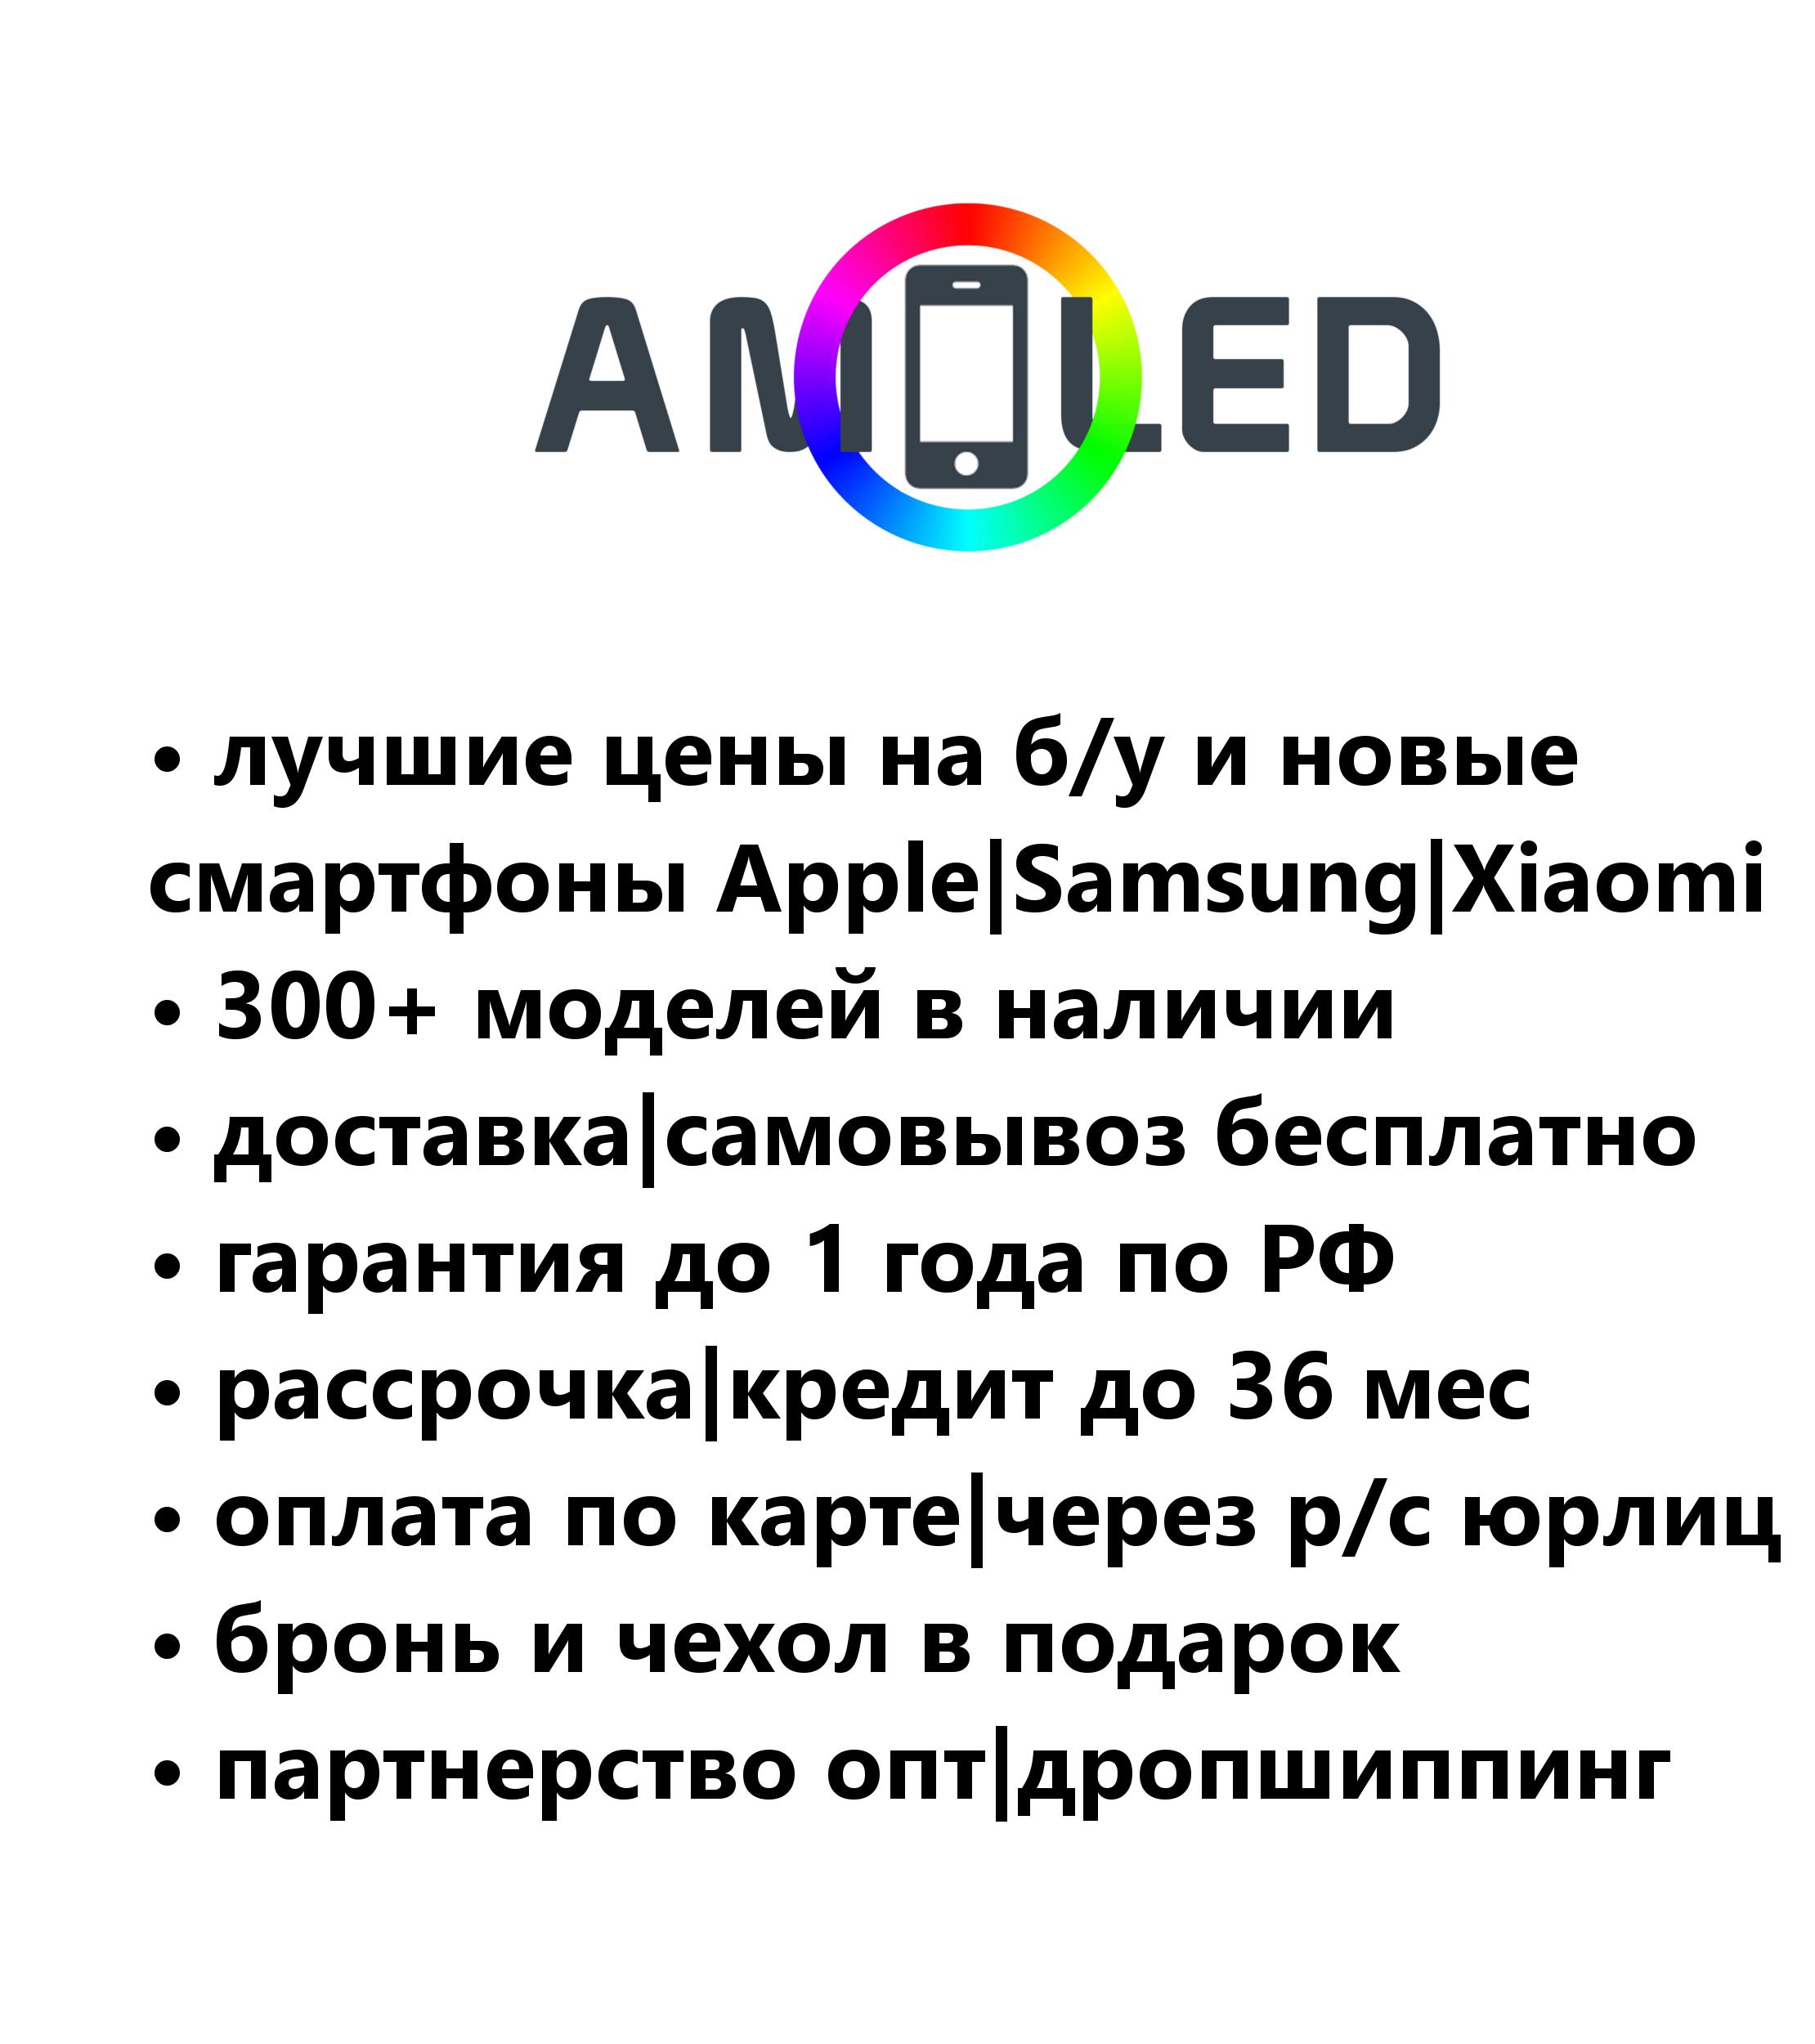 AMOLED
• лучшие цены на б/у и новые
смартфоны Apple|Samsung|Xiaomi
• 300+ моделей в наличии
• доставка|самовывоз бесплатно
• гарантия до 1 года по РФ
• рассрочка|кредит до 36 мес
• оплата по карте|через р/с юрлиц
• бронь и чехол в подарок
• партнерство опт|дропшиппинг